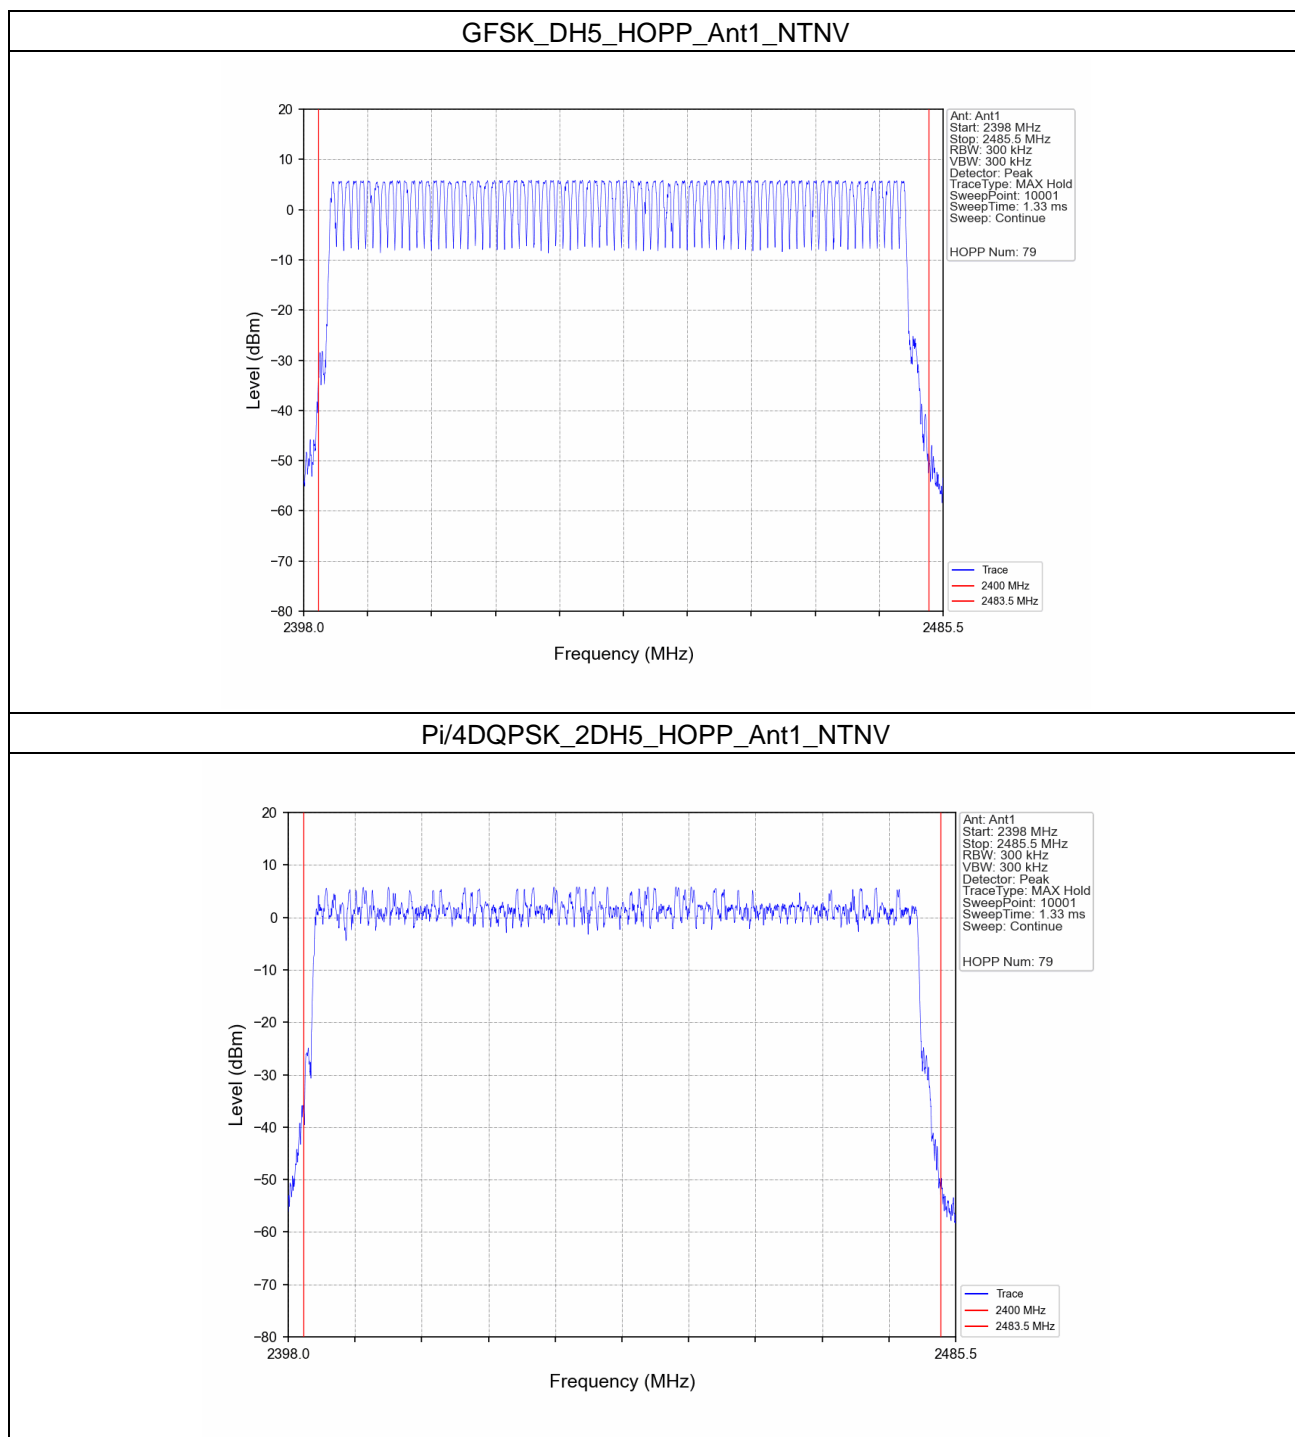 GFSK_DH5_HOPP_Ant1_NTNV
20
10
0
−10
−20
−30
−40
−50
−60
−70
−80
Level (dBm)
2398.0
2485.5
Frequency (MHz)
Ant: Ant1
Start: 2398 MHz
Stop: 2485.5 MHz
RBW: 300 kHz
VBW: 300 kHz
Detector: Peak
TraceType: MAX Hold
SweepPoint: 10001
SweepTime: 1.33 ms
Sweep: Continue
HOPP Num: 79
Trace
2400 MHz
2483.5 MHz
Pi/4DQPSK_2DH5_HOPP_Ant1_NTNV
20
10
0
−10
−20
−30
−40
−50
−60
−70
−80
Level (dBm)
2398.0
2485.5
Frequency (MHz)
Ant: Ant1
Start: 2398 MHz
Stop: 2485.5 MHz
RBW: 300 kHz
VBW: 300 kHz
Detector: Peak
TraceType: MAX Hold
SweepPoint: 10001
SweepTime: 1.33 ms
Sweep: Continue
HOPP Num: 79
Trace
2400 MHz
2483.5 MHz